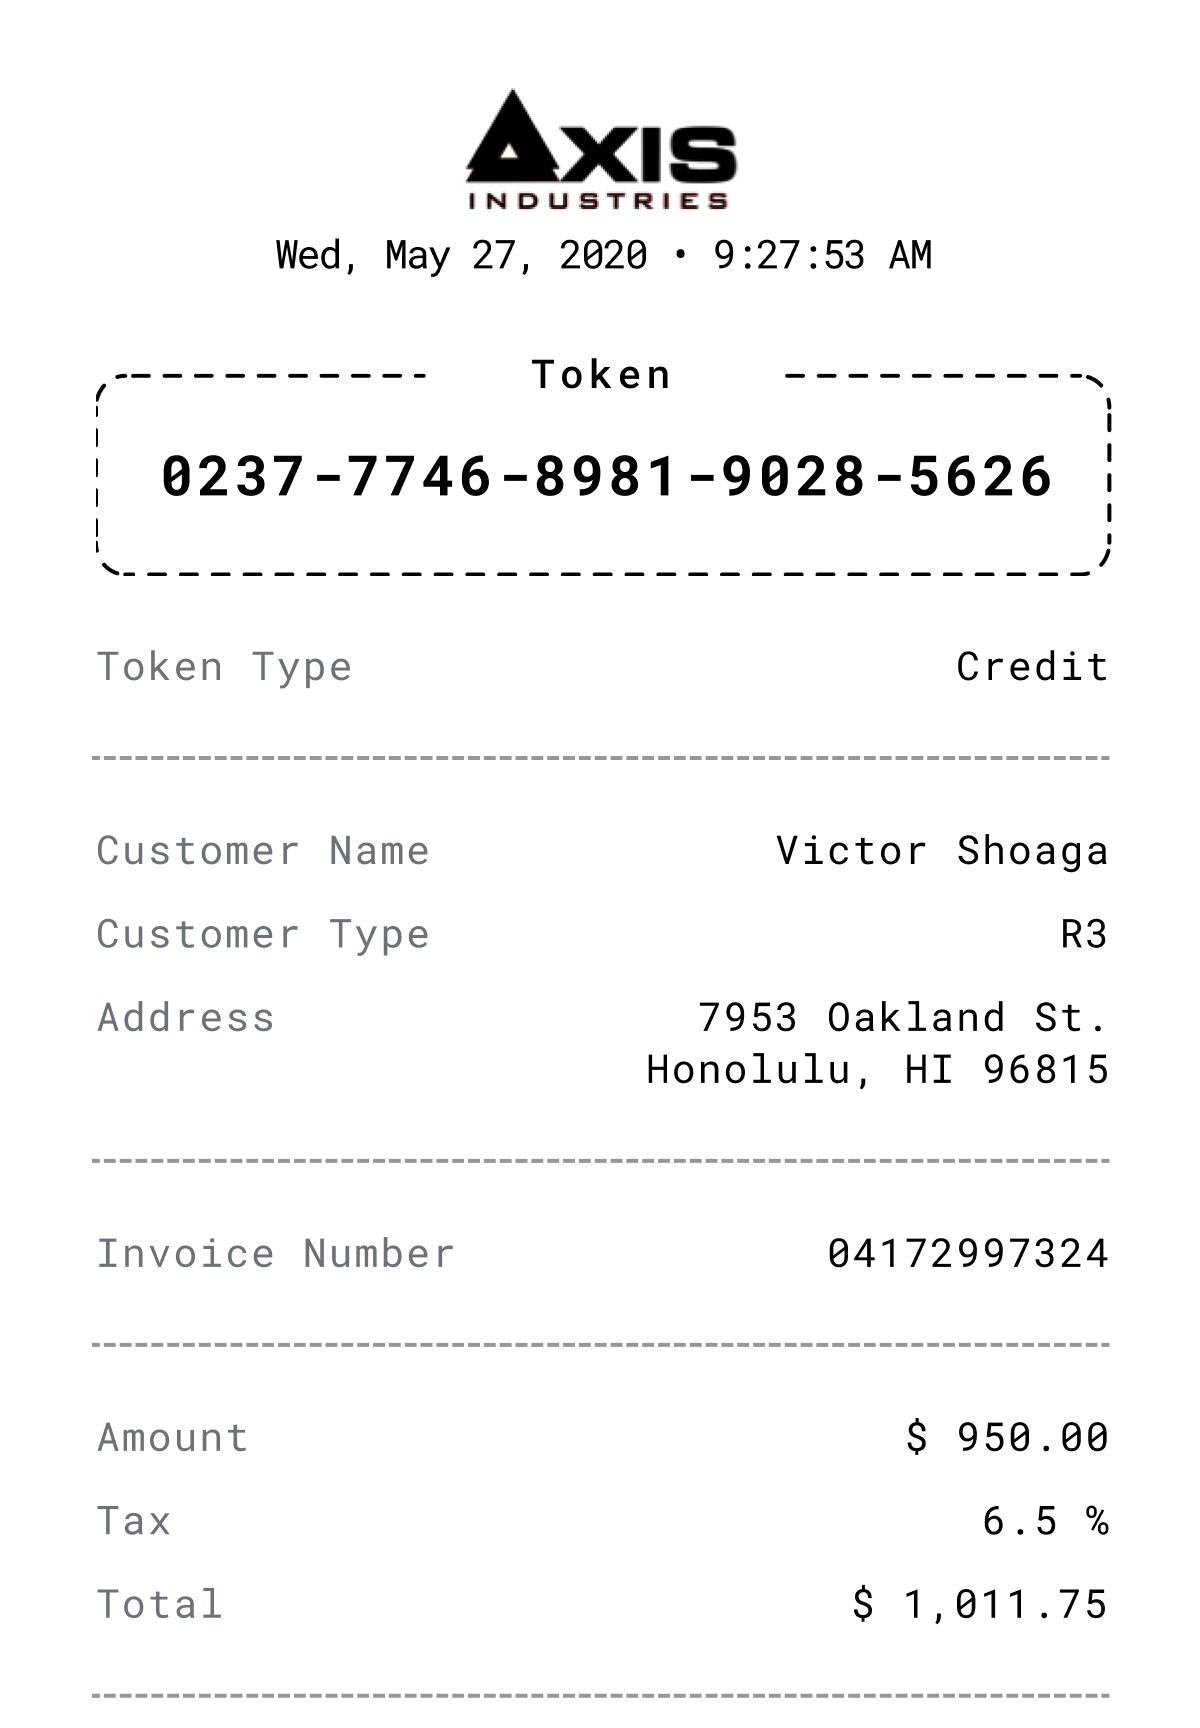 AXIS
INDUSTRIES
Wed, May 27, 2020 • 9:27:53 AM
Token
0237-7746-8981-9028-5626
Token Type Credit
Customer Name Victor Shoaga
Customer Type R3
Address 7953 Oakland St.
Honolulu, HI 96815
Invoice Number 04172997324
Amount $ 950.00
Tax 6.5 %
Total $ 1,011.75